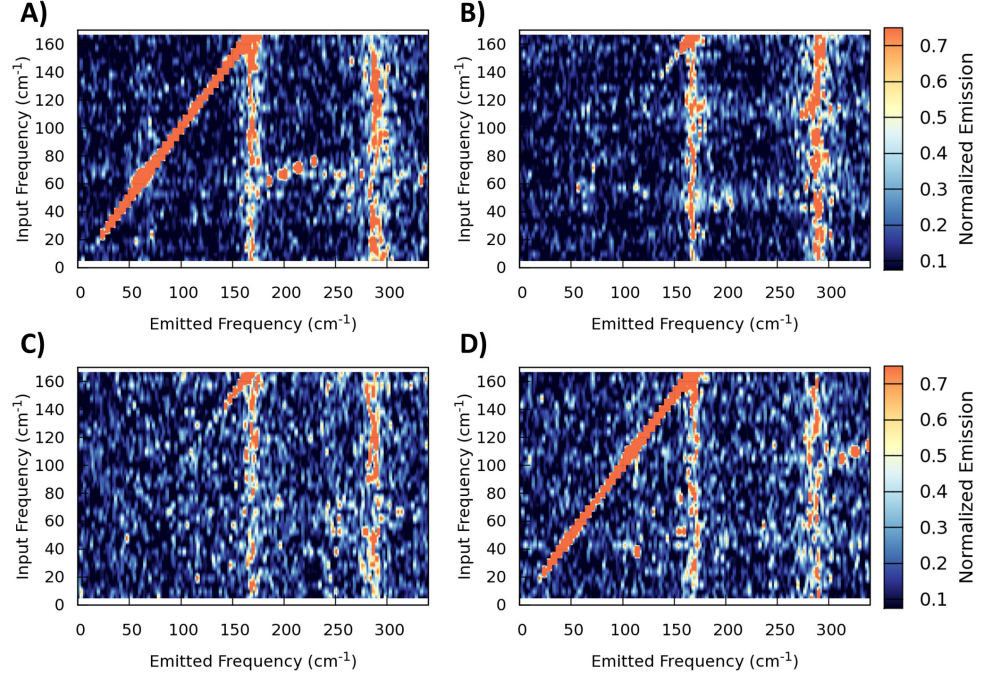 A)
B)
Input Frequency (cm-1)
160
140
120
100
80
60
40
20
0
0 50 100 150 200 250 300
Emitted Frequency (cm-1)
Input Frequency (cm-1)
160
140
120
100
80
60
40
20
0
0 50 100 150 200 250 300
Emitted Frequency (cm-1)
0.7
0.6
0.5
0.4
0.3
0.2
0.1
Normalized Emission
C)
D)
Input Frequency (cm-1)
160
140
120
100
80
60
40
20
0
0 50 100 150 200 250 300
Emitted Frequency (cm-1)
Input Frequency (cm-1)
160
140
120
100
80
60
40
20
0
0 50 100 150 200 250 300
Emitted Frequency (cm-1)
0.7
0.6
0.5
0.4
0.3
0.2
0.1
Normalized Emission